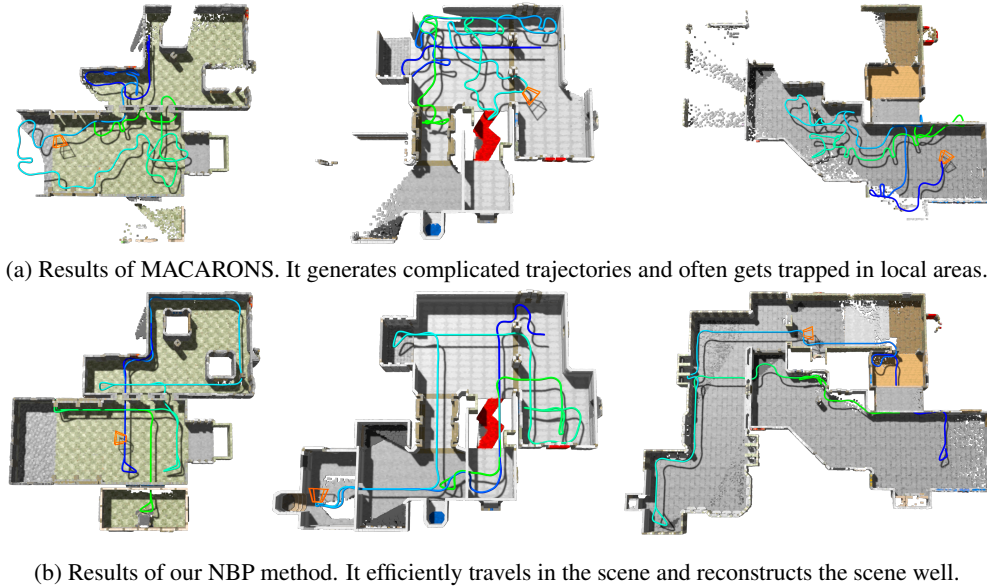 (a) Results of MACARONS. It generates complicated trajectories and often gets trapped in local areas.
(b) Results of our NBP method. It efficiently travels in the scene and reconstructs the scene well.